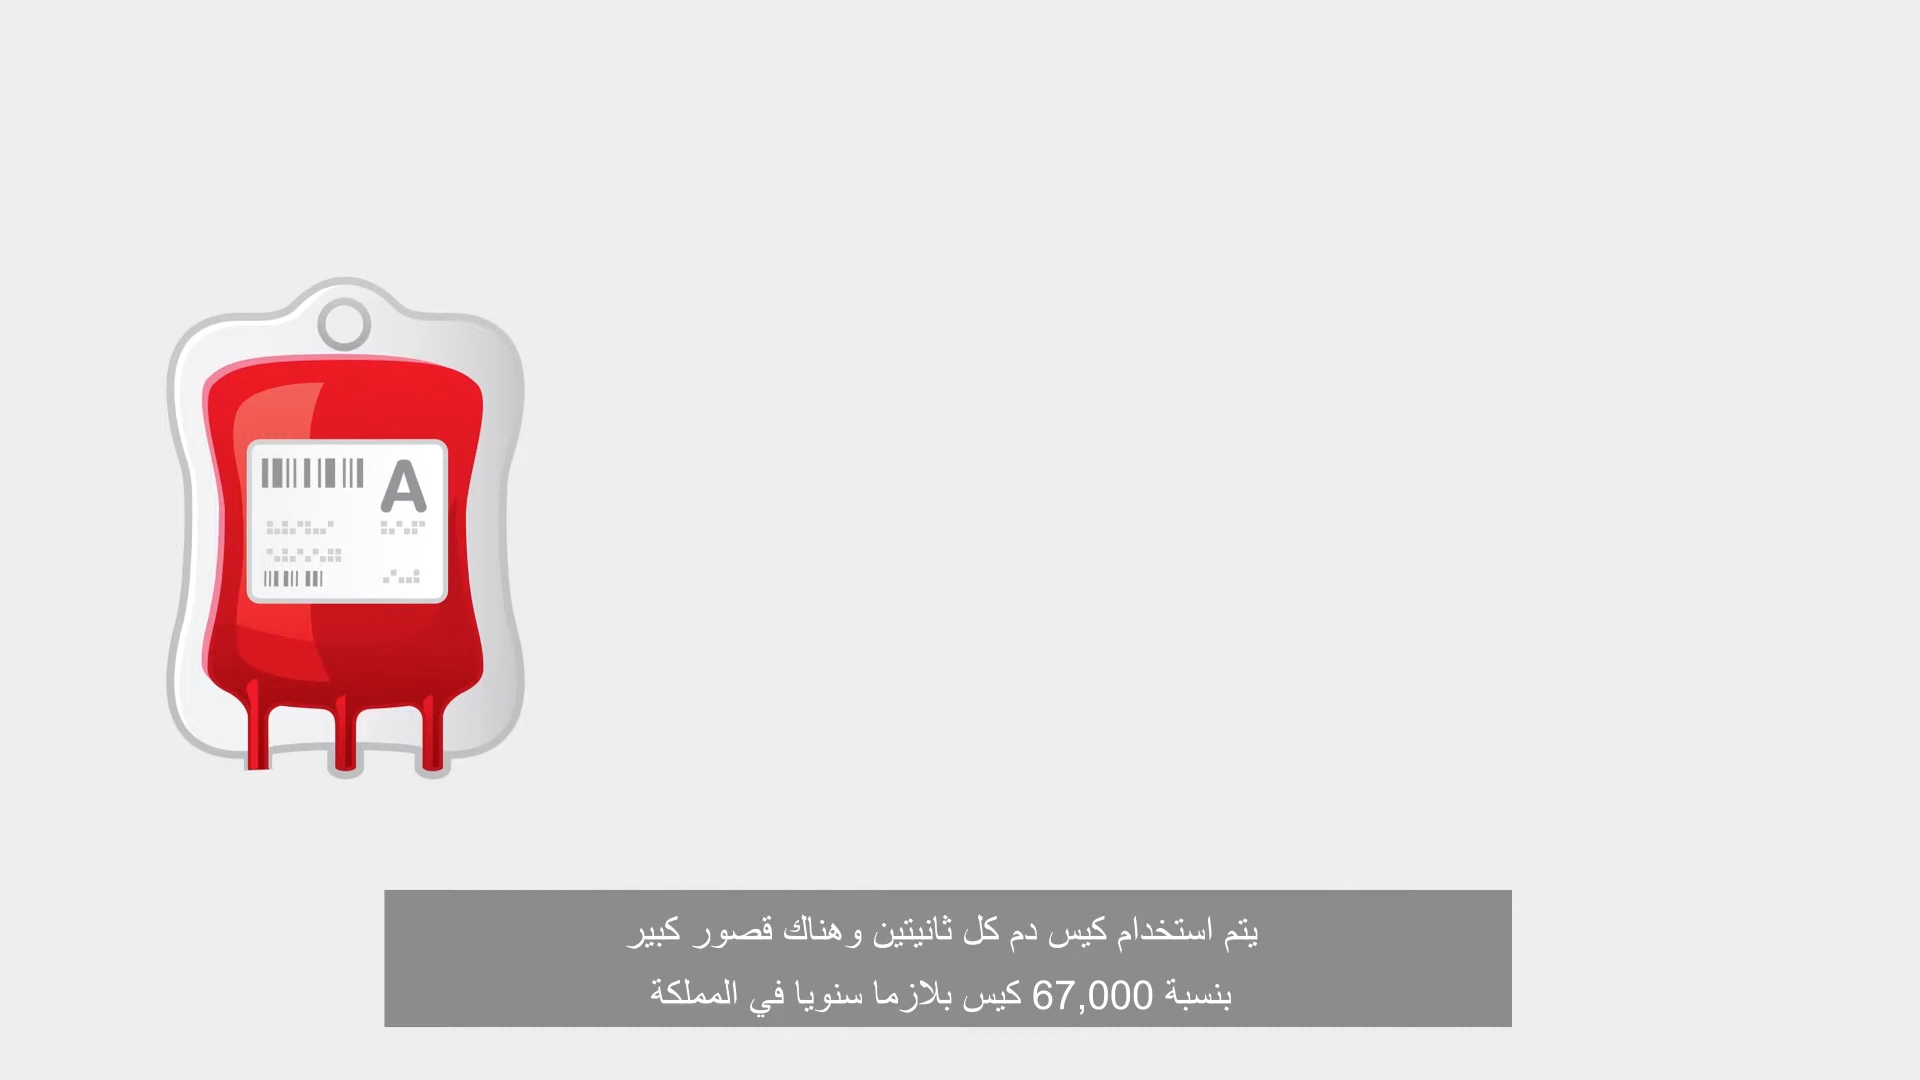 A
يتم استخدام كيس دم كل ثانيتين وهناك قصور كبير
بنسبة 67,000 كيس بلازما سنويا في المملكة